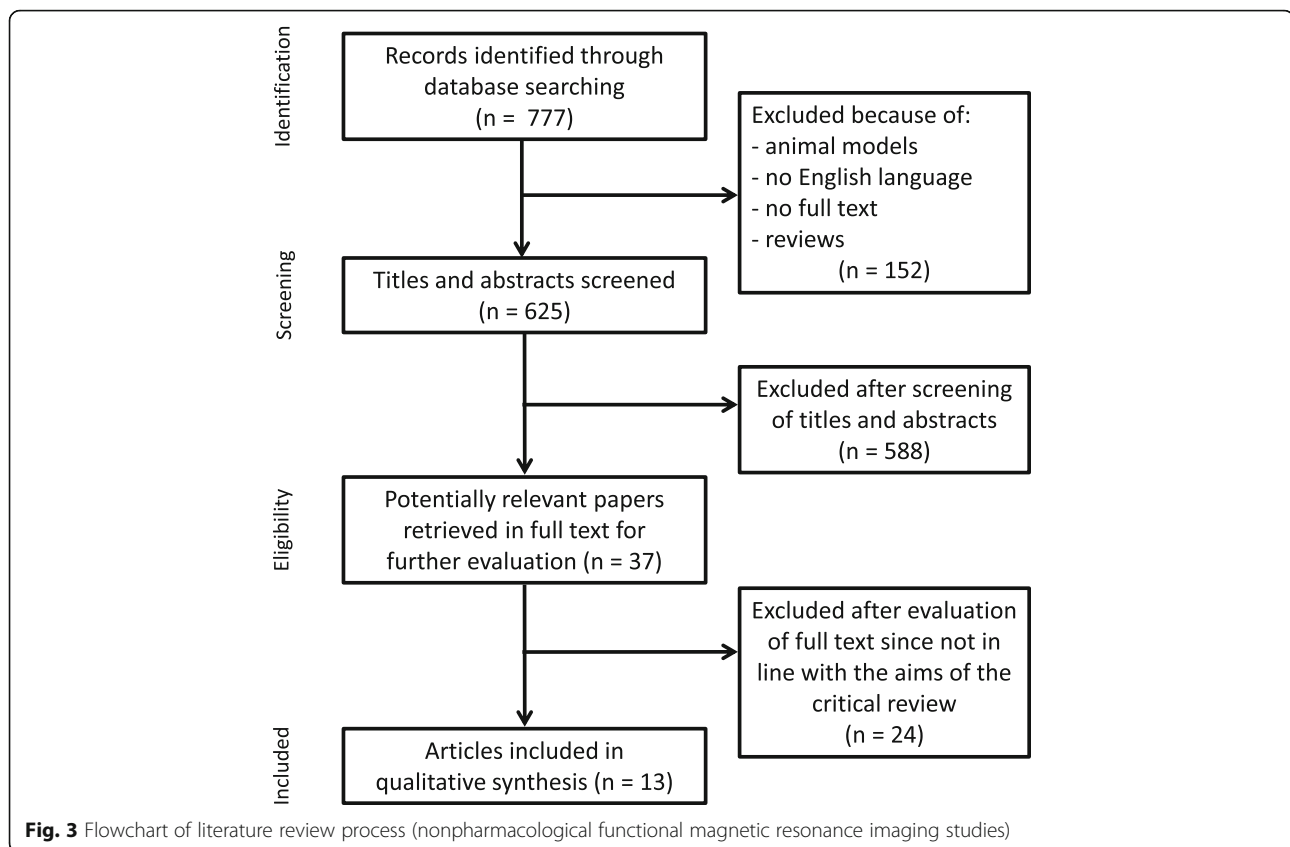 Identification
Records identified through
database searching
(n = 777)
Excluded because of:
- animal models
- no English language
- no full text
- reviews
(n = 152)
Screening
Titles and abstracts screened
(n = 625)
Excluded after screening
of titles and abstracts
(n = 588)
Eligibility
Potentially relevant papers
retrieved in full text for
further evaluation (n = 37)
Excluded after evaluation
of full text since not in
line with the aims of the
critical review
(n = 24)
Included
Articles included in
qualitative synthesis (n = 13)
Fig. 3 Flowchart of literature review process (nonpharmacological functional magnetic resonance imaging studies)